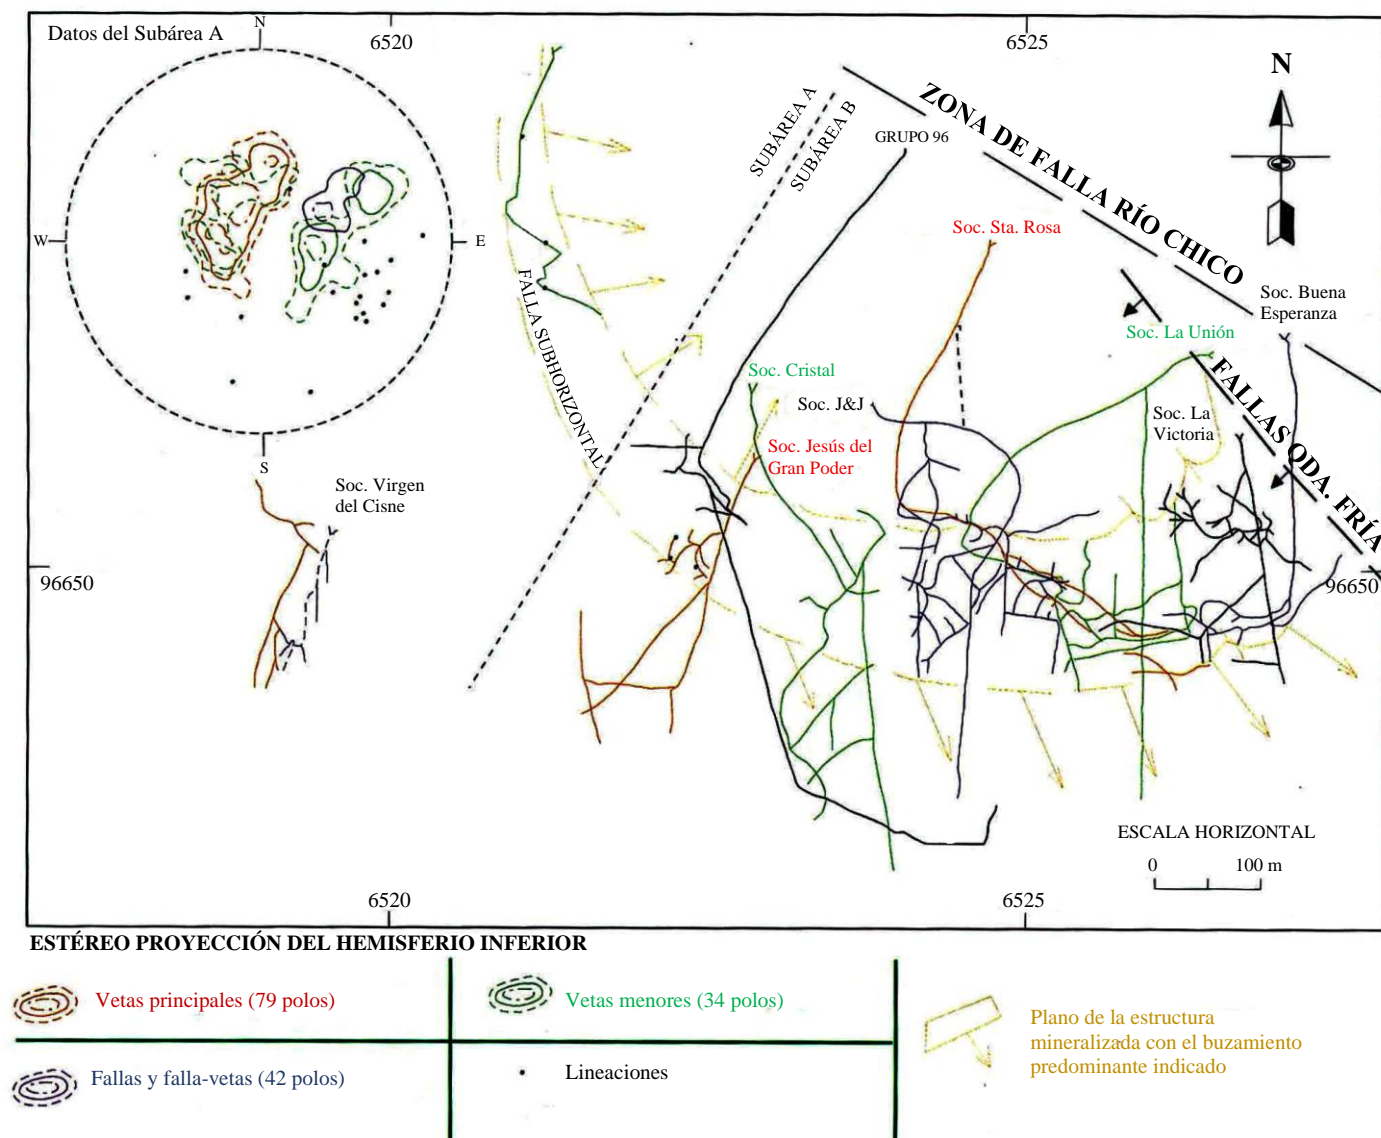 Datos del Subárea A
N
W
E
S
6520
6525
N
SUBÁREA A
SUBÁREA B
GRUPO 96
ZONA DE FALLA RÍO CHICO
Soc. Sta. Rosa
Soc. Buena
Esperanza
Soc. La Unión
FALLA SUBHORIZONTAL
Soc. Cristal
Soc. J&J
FALLAS QDA. FRÍA
Soc. La
Victoria
Soc. Jesús del
Gran Poder
Soc. Virgen
del Cisne
96650
96650
ESCALA HORIZONTAL
0 100 m
6520
6525
ESTÉREO PROYECCIÓN DEL HEMISFERIO INFERIOR
Vetas principales (79 polos)
Vetas menores (34 polos)
Fallas y falla-vetas (42 polos)
Lineaciones
Plano de la estructura
mineralizada con el buzamiento
predominante indicado